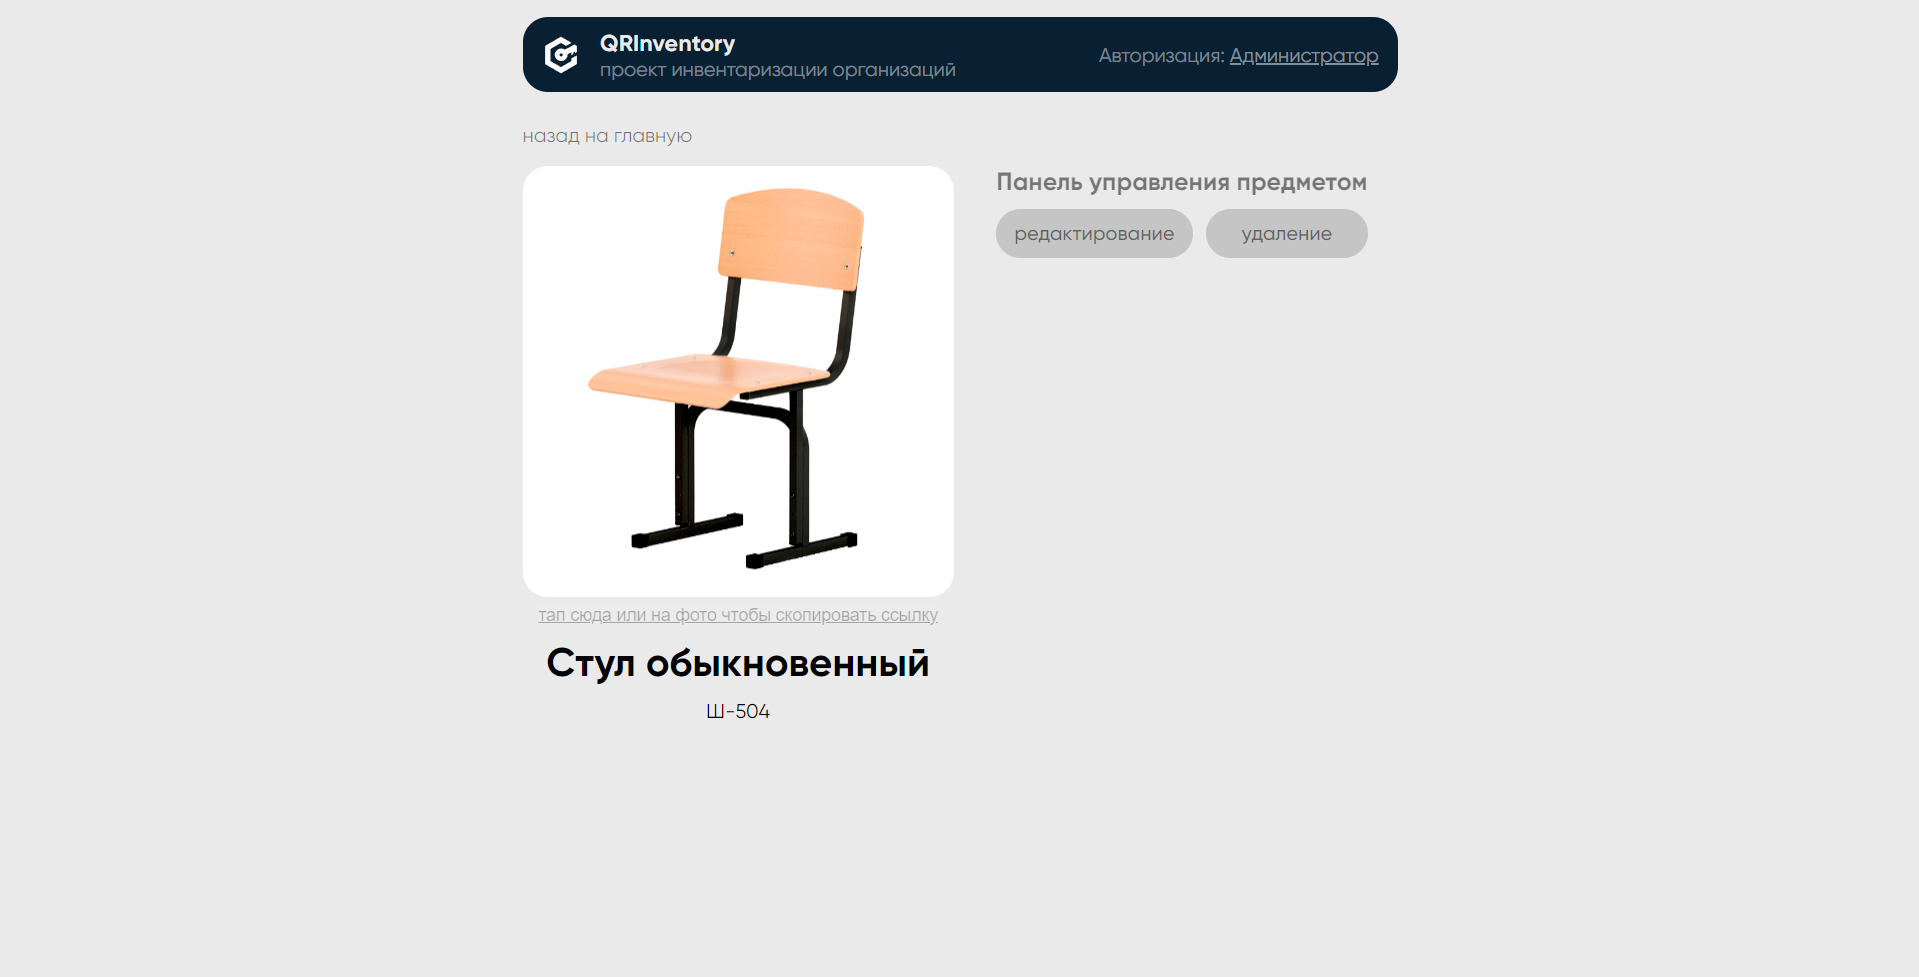 QRInventory
проект инвентаризации организаций
Авторизация: Администратор
назад на главную
Панель управления предметом
редактирование
удаление
тап сюда или на фото чтобы скопировать ссылку
Стул обыкновенный
Ш-504